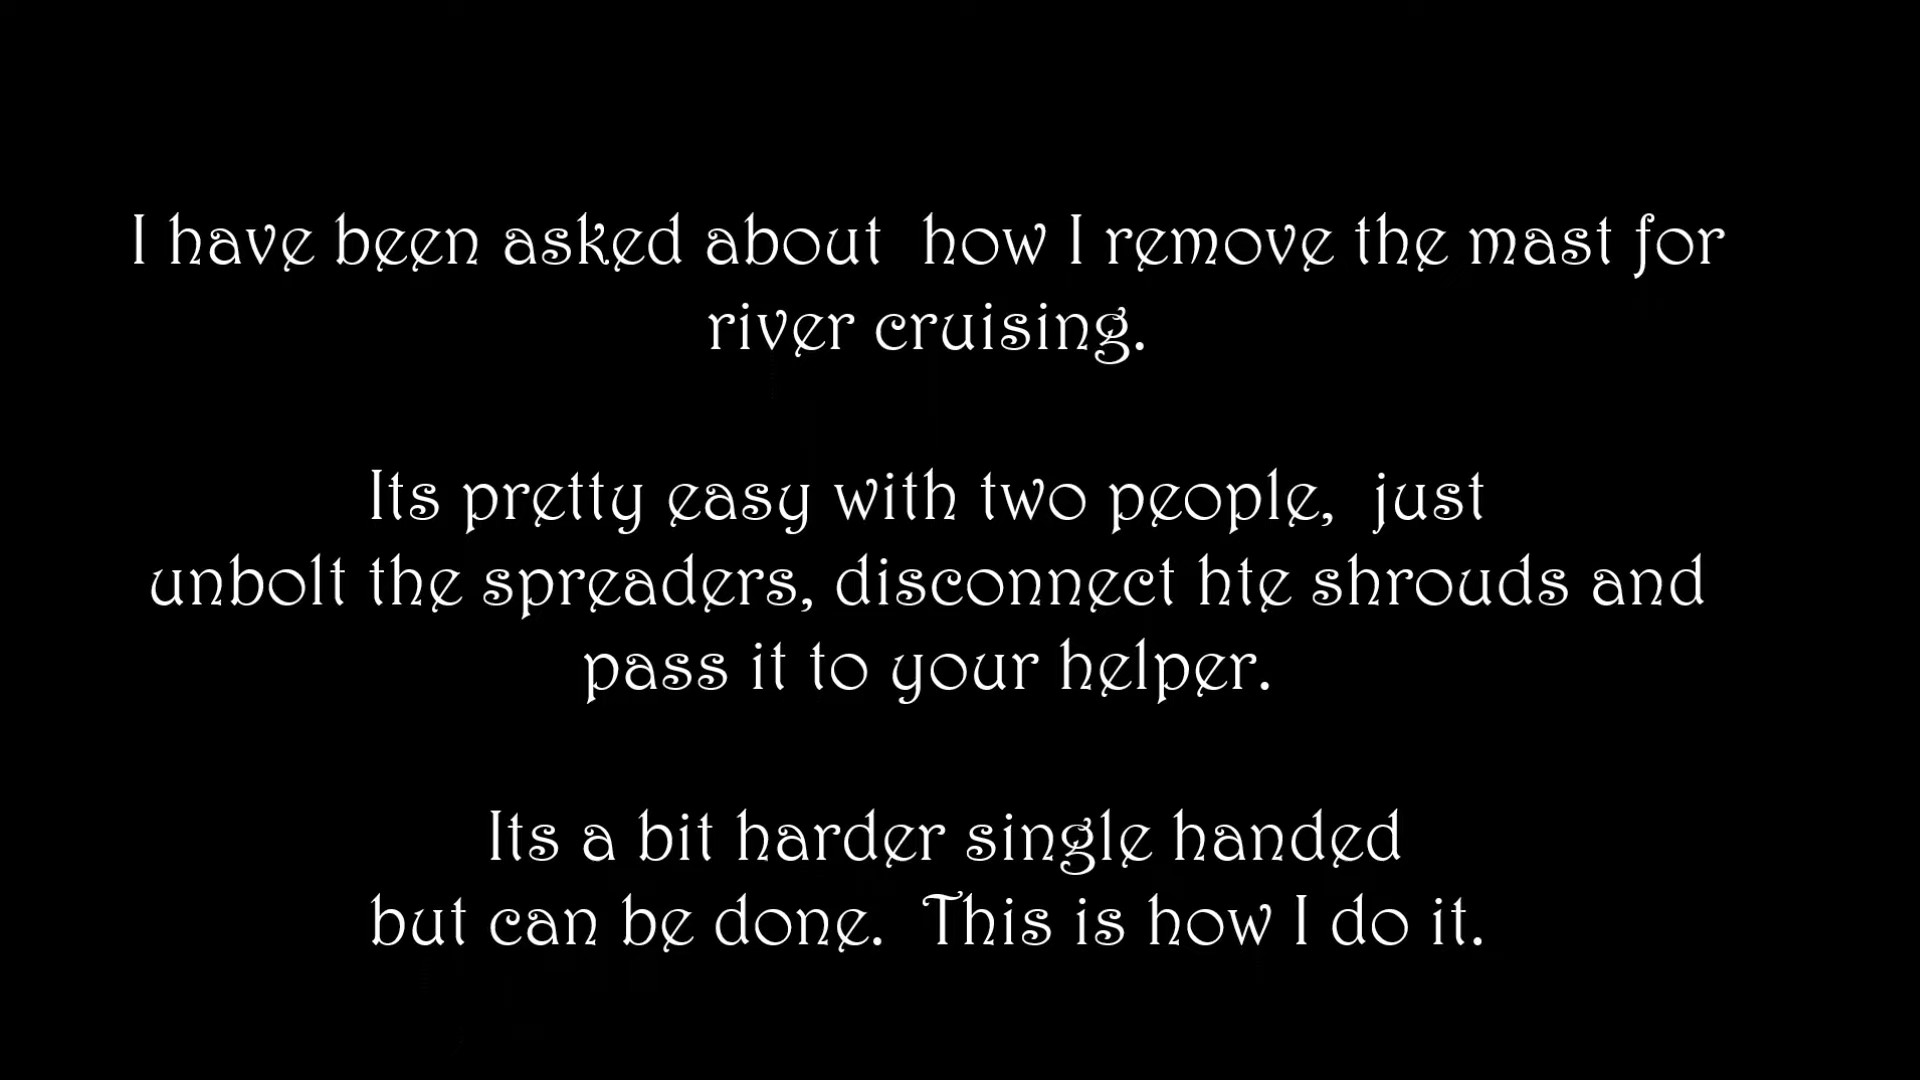 I have been asked about  how I remove the mast for
river cruising.
Its pretty easy with two people,  just
unbolt the spreaders, disconnect hte shrouds and
pass it to your helper.
Its a bit harder single handed
but can be done.  This is how I do it.